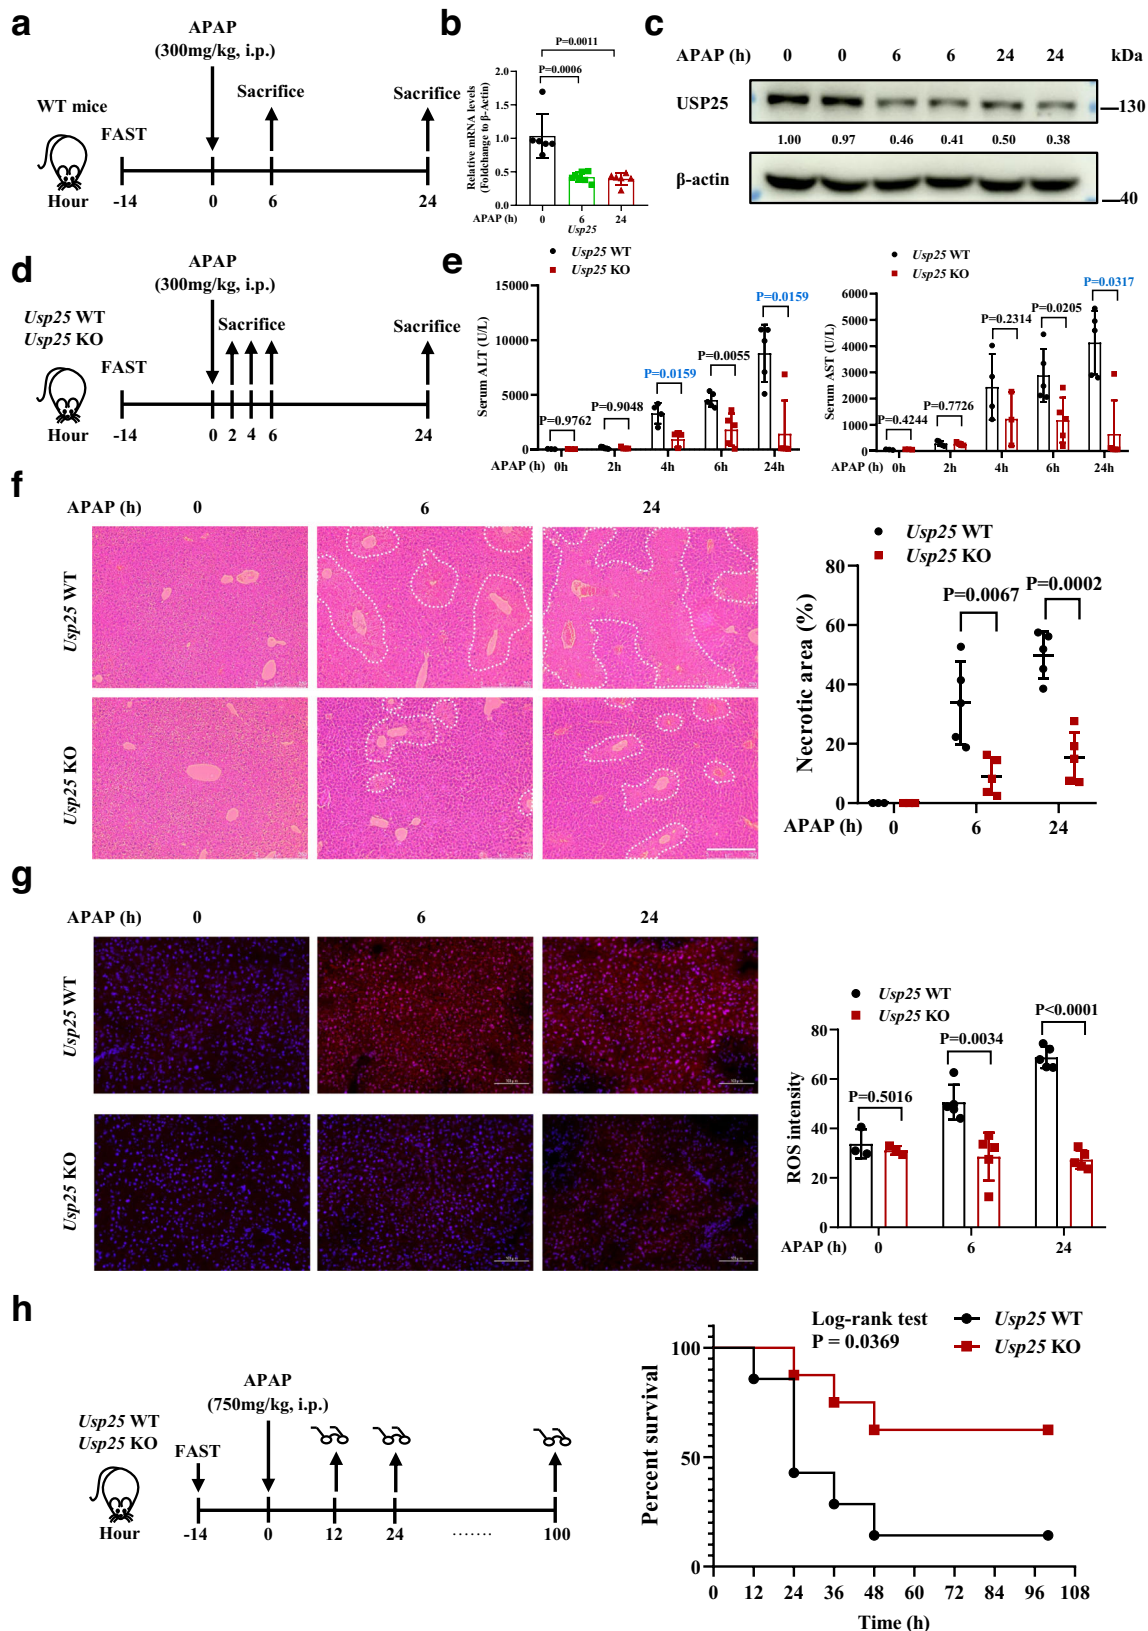 a
APAP
(300mg/kg, i.p.)
WT mice
FAST
Sacrifice
Sacrifice
Hour
-14
0
6
24
b
P=0.0011
P=0.0006
Relative mRNA levels
(Foldchange to β-Actin)
2.0
1.5
1.0
0.5
0.0
APAP (h)
0
6
24
Usp25
c
APAP (h)
0
0
6
6
24
24
kDa
USP25
130
1.00
0.97
0.46
0.41
0.50
0.38
β-actin
40
d
APAP
(300mg/kg, i.p.)
Usp25 WT
Usp25 KO
FAST
Sacrifice
Sacrifice
Hour
-14
0
2
4
6
24
e
Usp25 WT
Usp25 KO
Serum ALT (U/L)
15000
10000
5000
0
P=0.9762
P=0.9048
P=0.0159
P=0.0055
P=0.0159
APAP (h)
0h
2h
4h
6h
24h
Usp25 WT
Usp25 KO
Serum AST (U/L)
6000
5000
4000
3000
2000
1000
0
P=0.4244
P=0.7726
P=0.2314
P=0.0205
P=0.0317
APAP (h)
0h
2h
4h
6h
24h
f
APAP (h)
0
6
24
Usp25 WT
Usp25 KO
Usp25 WT
Usp25 KO
Necrotic area (%)
80
60
40
20
0
P=0.0067
P=0.0002
APAP (h)
0
6
24
g
APAP (h)
0
6
24
Usp25 WT
Usp25 KO
Usp25 WT
Usp25 KO
ROS intensity
80
60
40
20
0
P=0.5016
P=0.0034
P<0.0001
APAP (h)
0
6
24
h
APAP
(750mg/kg, i.p.)
Usp25 WT
Usp25 KO
FAST
Hour
-14
0
12
24
.......
100
Log-rank test
P = 0.0369
Usp25 WT
Usp25 KO
Percent survival
100
50
0
0
12
24
36
48
60
72
84
96
108
Time (h)